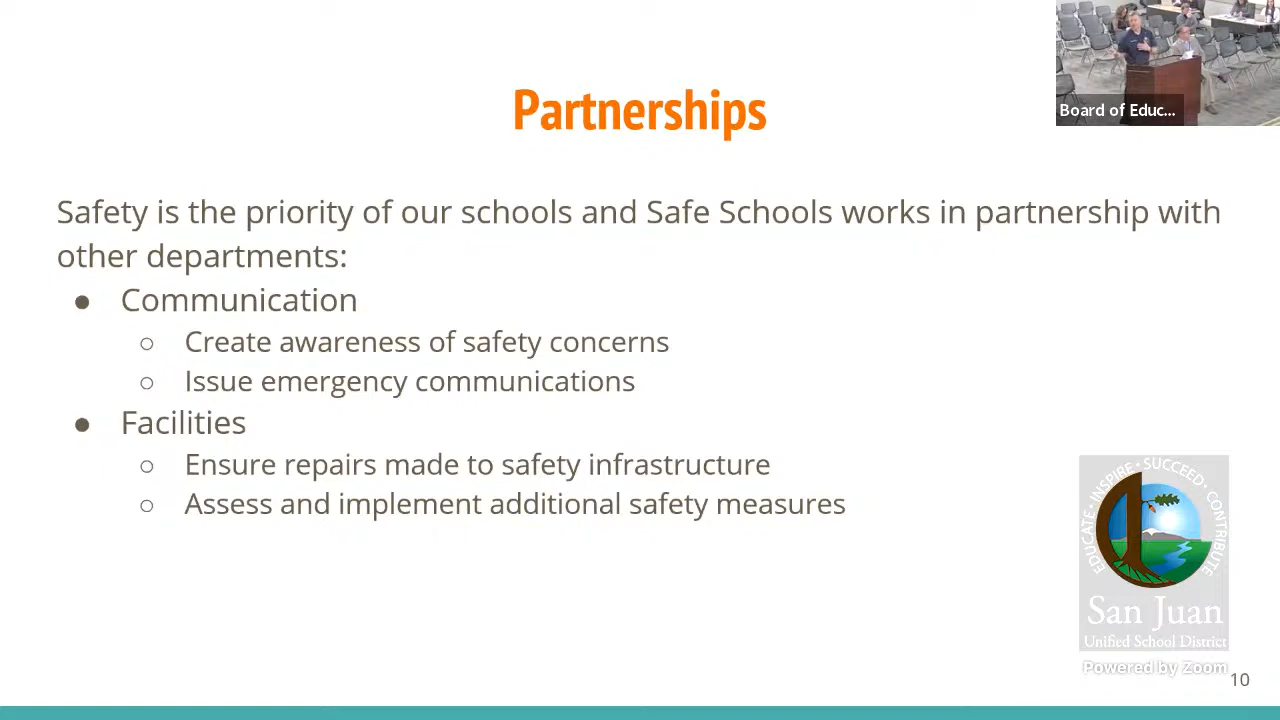 Board of Educ...
Partnerships
Safety is the priority of our schools and Safe Schools works in partnership with
other departments:
● Communication
○ Create awareness of safety concerns
○ Issue emergency communications
● Facilities
○ Ensure repairs made to safety infrastructure
○ Assess and implement additional safety measures
EDUCATE • INSPIRE • SUCCEED • CONTRIBUTE
San Juan
Unified School District
Powered by Zoom
10